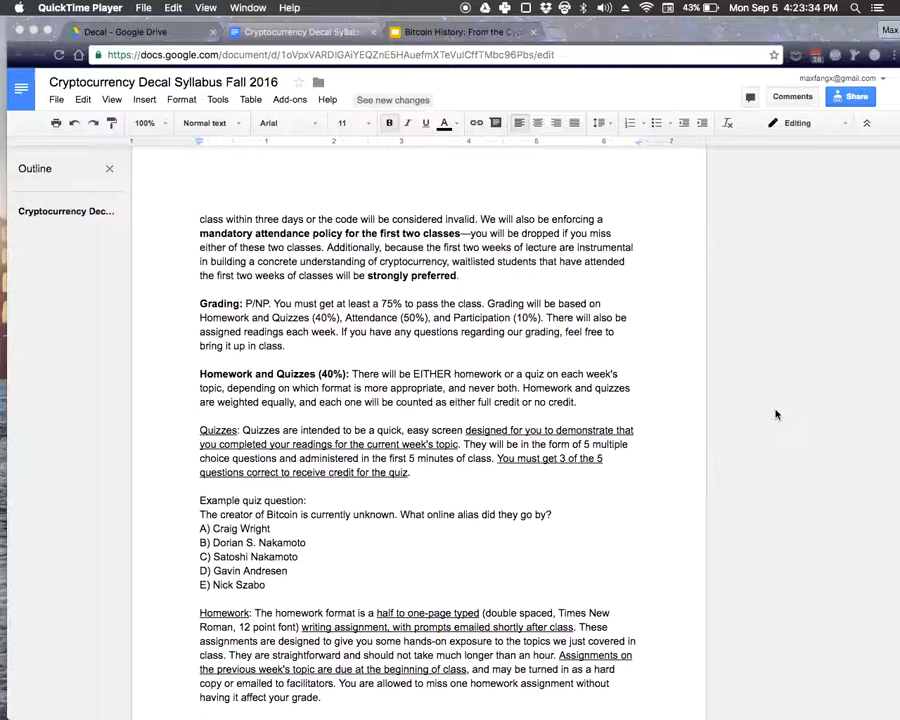 QuickTime Player File Edit View Window Help 43% Mon Sep 5 4:23:34 PM
Decal - Google Drive Cryptocurrency Decal Syllabus Bitcoin History: From the Cyp Max
https://docs.google.com/document/d/1oVpxVARDIGAiYEQZnE5HAuefmXTeVulCffTMbc96Pbs/edit 28
Cryptocurrency Decal Syllabus Fall 2016 maxfangx@gmail.com
File Edit View Insert Format Tools Table Add-ons Help See new changes Comments Share
100% Normal text Arial 11 B I U A Editing
1 1 2 3 4 5 6 7
Outline
Cryptocurrency Dec...
class within three days or the code will be considered invalid. We will also be enforcing a
mandatory attendance policy for the first two classes—you will be dropped if you miss
either of these two classes. Additionally, because the first two weeks of lecture are instrumental
in building a concrete understanding of cryptocurrency, waitlisted students that have attended
the first two weeks of classes will be strongly preferred.
Grading: P/NP. You must get at least a 75% to pass the class. Grading will be based on
Homework and Quizzes (40%), Attendance (50%), and Participation (10%). There will also be
assigned readings each week. If you have any questions regarding our grading, feel free to
bring it up in class.
Homework and Quizzes (40%): There will be EITHER homework or a quiz on each week's
topic, depending on which format is more appropriate, and never both. Homework and quizzes
are weighted equally, and each one will be counted as either full credit or no credit.
Quizzes: Quizzes are intended to be a quick, easy screen designed for you to demonstrate that
you completed your readings for the current week's topic. They will be in the form of 5 multiple
choice questions and administered in the first 5 minutes of class. You must get 3 of the 5
questions correct to receive credit for the quiz.
Example quiz question:
The creator of Bitcoin is currently unknown. What online alias did they go by?
A) Craig Wright
B) Dorian S. Nakamoto
C) Satoshi Nakamoto
D) Gavin Andresen
E) Nick Szabo
Homework: The homework format is a half to one-page typed (double spaced, Times New
Roman, 12 point font) writing assignment, with prompts emailed shortly after class. These
assignments are designed to give you some hands-on exposure to the topics we just covered in
class. They are straightforward and should not take much longer than an hour. Assignments on
the previous week's topic are due at the beginning of class, and may be turned in as a hard
copy or emailed to facilitators. You are allowed to miss one homework assignment without
having it affect your grade.